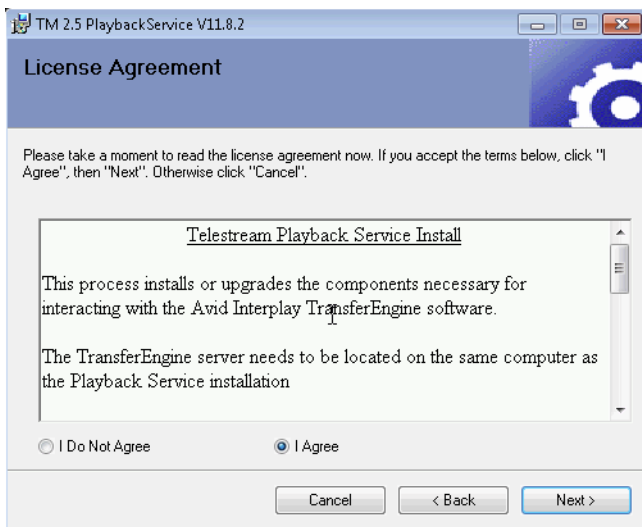 TM 2.5 PlaybackService V11.8.2
License Agreement
Please take a moment to read the license agreement now. If you accept the terms below, click "I
Agree", then "Next". Otherwise click "Cancel".
Telestream Playback Service Install
This process installs or upgrades the components necessary for
interacting with the Avid Interplay TransferEngine software.
The TransferEngine server needs to be located on the same computer as
the Playback Service installation
I Do Not Agree
I Agree
Cancel
< Back
Next >